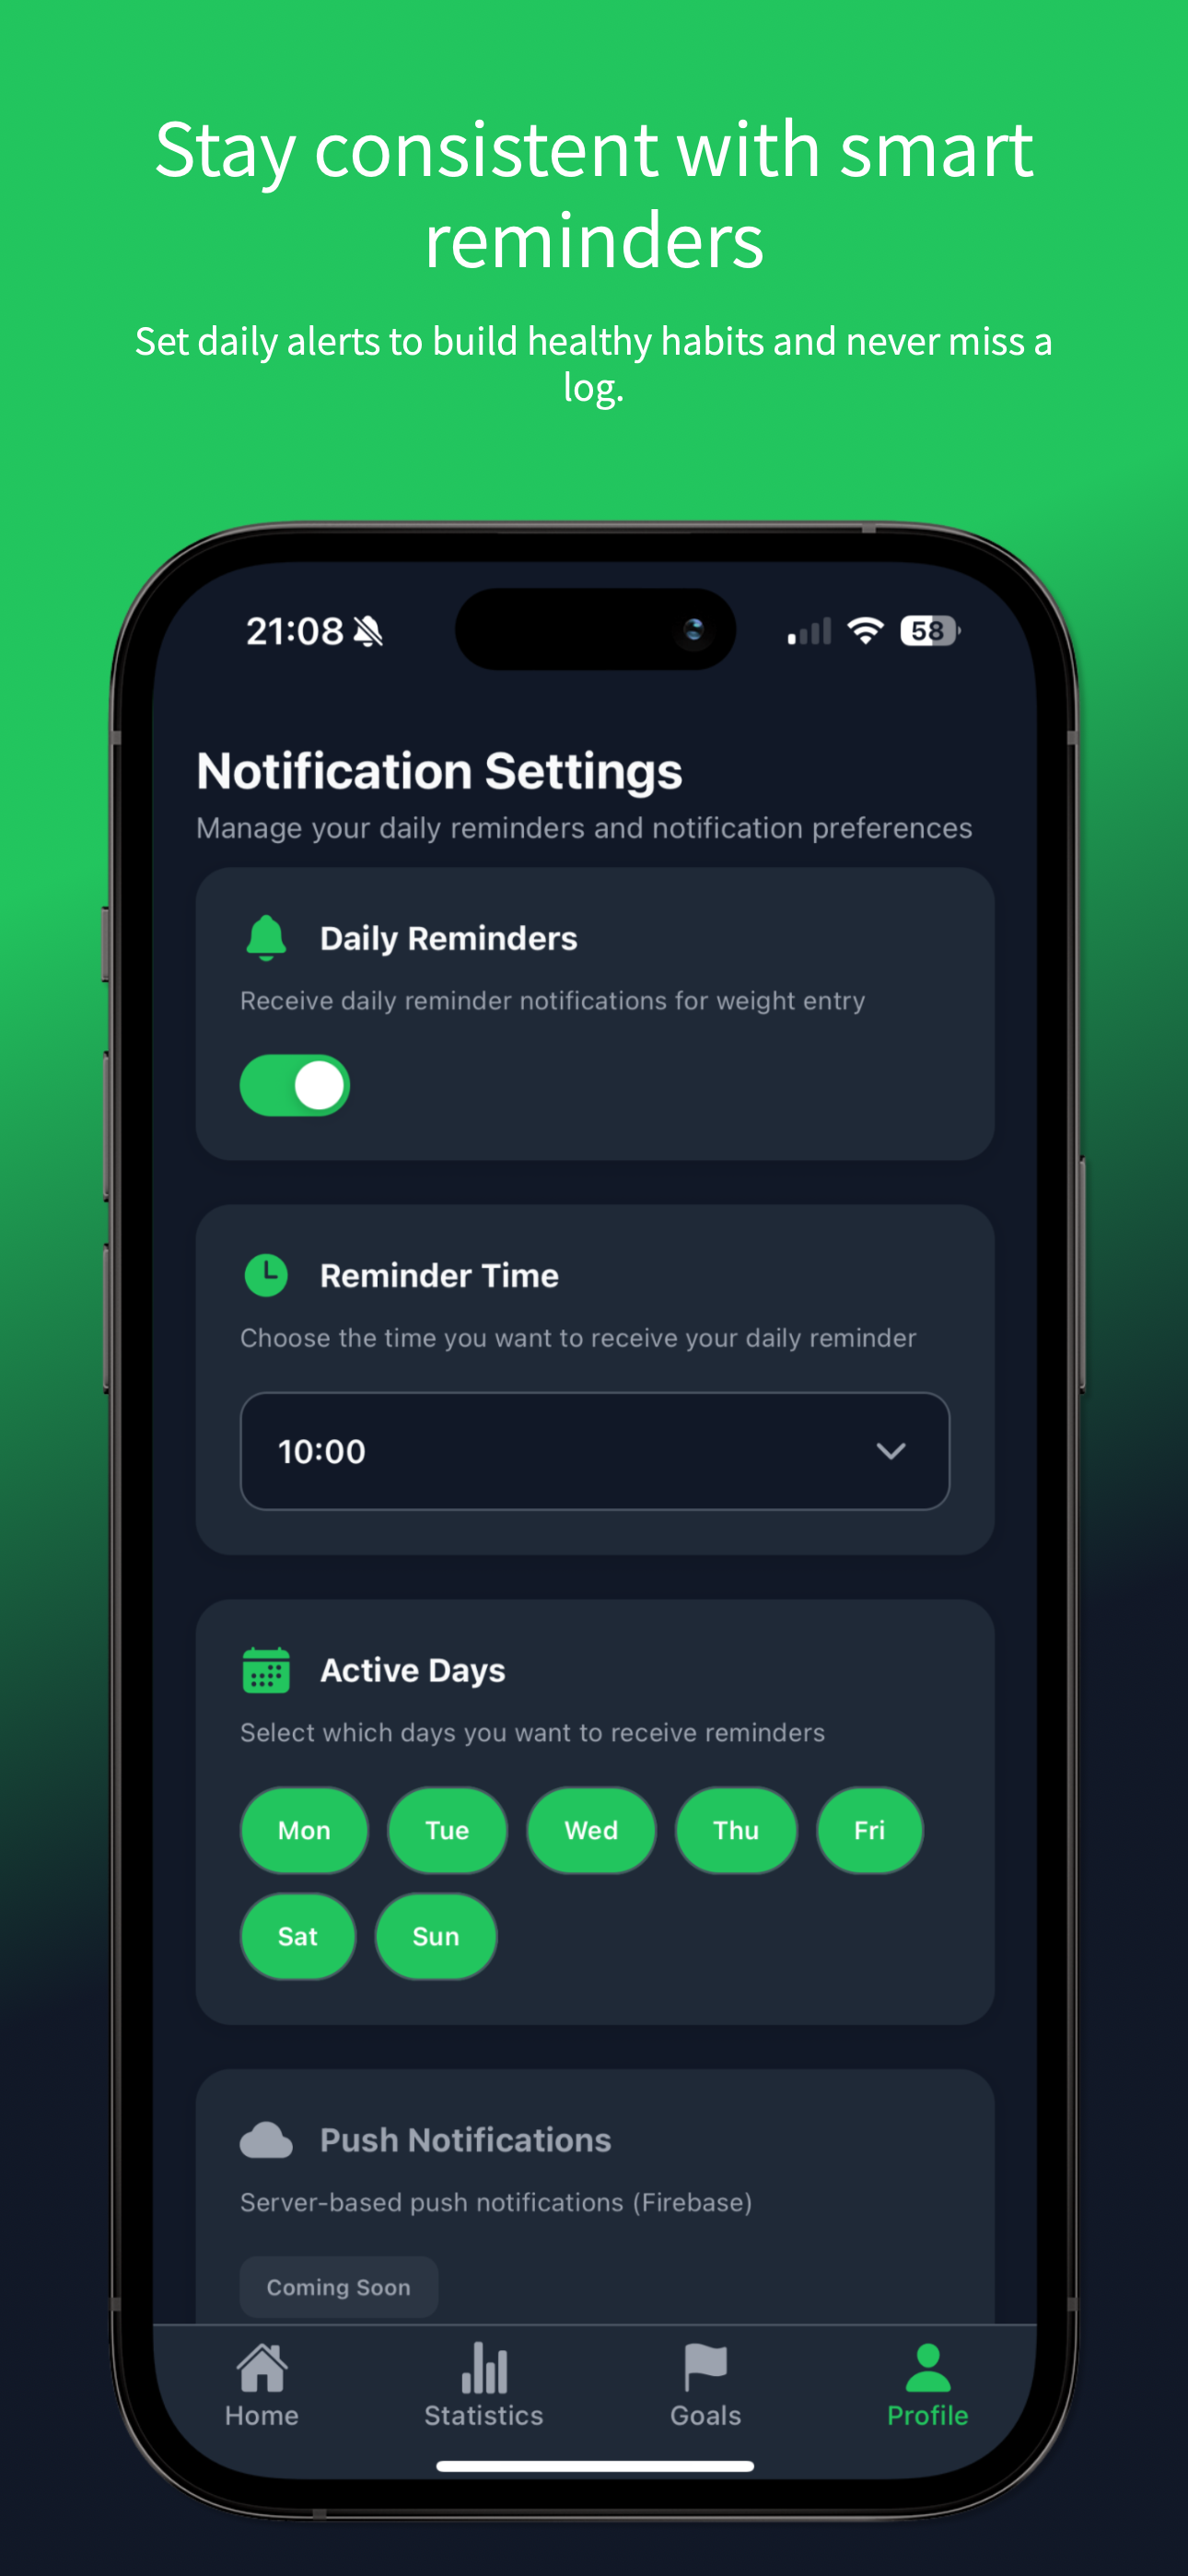 Stay consistent with smart
reminders
Set daily alerts to build healthy habits and never miss a
log.
21:08
58
Notification Settings
Manage your daily reminders and notification preferences
Daily Reminders
Receive daily reminder notifications for weight entry
Reminder Time
Choose the time you want to receive your daily reminder
10:00
Active Days
Select which days you want to receive reminders
Mon Tue Wed Thu Fri
Sat Sun
Push Notifications
Server-based push notifications (Firebase)
Coming Soon
Home Statistics Goals Profile